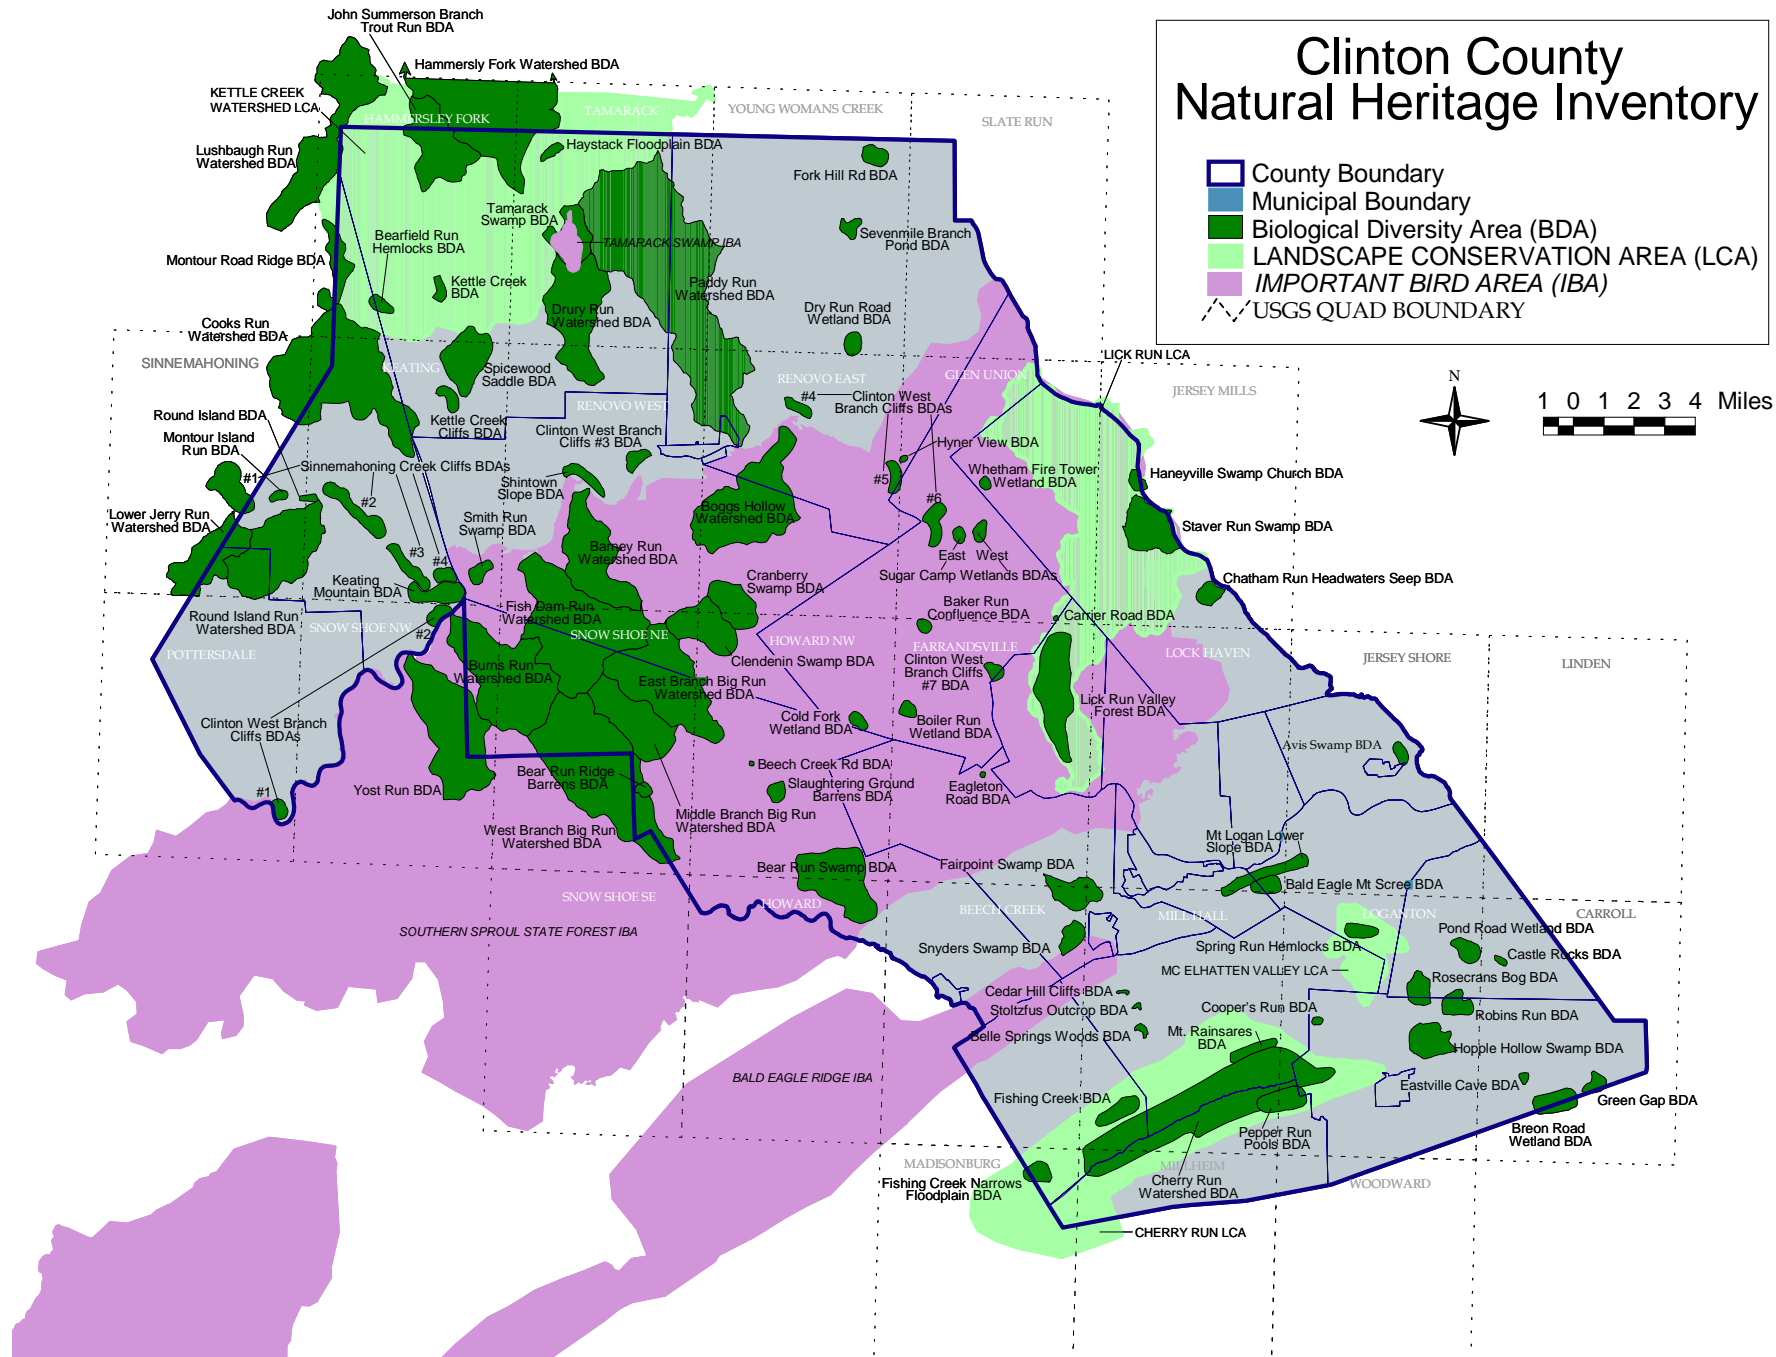 Clinton County
Natural Heritage Inventory
County Boundary
Municipal Boundary
Biological Diversity Area (BDA)
LANDSCAPE CONSERVATION AREA (LCA)
IMPORTANT BIRD AREA (IBA)
USGS QUAD BOUNDARY
N
1 0 1 2 3 4 Miles
John Summerson Branch
Trout Run BDA
Hammersly Fork Watershed BDA
KETTLE CREEK
WATERSHED LCA
HAMMERSLEY FORK
TAMARACK
YOUNG WOMANS CREEK
SLATE RUN
Lushbaugh Run
Watershed BDA
Haystack Floodplain BDA
Fork Hill Rd BDA
Tamarack
Swamp BDA
TAMARACK SWAMP IBA
Sevenmile Branch
Pond BDA
Bearfield Run
Hemlocks BDA
Montour Road Ridge BDA
Kettle Creek
BDA
Paddy Run
Watershed BDA
Drury Run
Watershed BDA
Dry Run Road
Wetland BDA
Cooks Run
Watershed BDA
SINNEMAHONING
KEATING
Spicewood
Saddle BDA
RENOVO EAST
GLEN UNION
LICK RUN LCA
JERSEY MILLS
RENOVO WEST
#4
Clinton West
Branch Cliffs BDAs
Round Island BDA
Kettle Creek
Cliffs BDA
Clinton West Branch
Cliffs #3 BDA
Montour Island
Run BDA
Hyner View BDA
Sinnemahoning Creek Cliffs BDAs
#1
#2
Shintown
Slope BDA
#5
#6
Whetham Fire Tower
Wetland BDA
Haneyville Swamp Church BDA
Lower Jerry Run
Watershed BDA
Smith Run
Swamp BDA
Boggs Hollow
Watershed BDA
Staver Run Swamp BDA
#3
#4
Barney Run
Watershed BDA
East West
Sugar Camp Wetlands BDAs
Keating
Mountain BDA
Cranberry
Swamp BDA
Chatham Run Headwaters Seep BDA
Round Island Run
Watershed BDA
SNOW SHOE NW
#2
Fish Dam Run
Watershed BDA
SNOW SHOE NE
HOWARD NW
Baker Run
Confluence BDA
Carrier Road BDA
FARRANDSVILLE
LOCK HAVEN
JERSEY SHORE
LINDEN
POTTERSDALE
Burns Run
Watershed BDA
Clendenin Swamp BDA
Clinton West
Branch Cliffs
#7 BDA
East Branch Big Run
Watershed BDA
Lick Run Valley
Forest BDA
Clinton West Branch
Cliffs BDAs
Cold Fork
Wetland BDA
Boiler Run
Wetland BDA
Avis Swamp BDA
#1
Yost Run BDA
Bear Run Ridge
Barrens BDA
Beech Creek Rd BDA
Slaughtering Ground
Barrens BDA
Eagleton
Road BDA
West Branch Big Run
Watershed BDA
Middle Branch Big Run
Watershed BDA
Mt Logan Lower
Slope BDA
Bear Run Swamp BDA
Fairpoint Swamp BDA
Bald Eagle Mt Scree BDA
SNOW SHOE SE
HOWARD
BEECH CREEK
MILL HALL
LOGANTON
CARROLL
SOUTHERN SPROUL STATE FOREST IBA
Snyders Swamp BDA
Spring Run Hemlocks BDA
Pond Road Wetland BDA
Castle Rocks BDA
MC ELHATTEN VALLEY LCA
Rosecrans Bog BDA
Cedar Hill Cliffs BDA
Stoltzfus Outcrop BDA
Cooper's Run BDA
Robins Run BDA
Belle Springs Woods BDA
Mt. Rainsares
BDA
Hopple Hollow Swamp BDA
BALD EAGLE RIDGE IBA
Eastville Cave BDA
Fishing Creek BDA
Green Gap BDA
Pepper Run
Pools BDA
Breon Road
Wetland BDA
MADISONBURG
MILLHEIM
WOODWARD
Fishing Creek Narrows
Floodplain BDA
Cherry Run
Watershed BDA
CHERRY RUN LCA